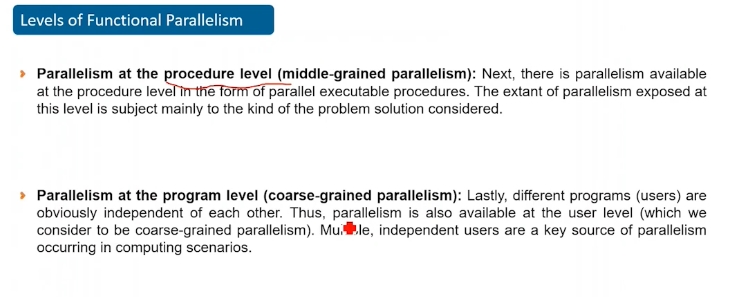 Levels of Functional Parallelism
Parallelism at the procedure level (middle-grained parallelism): Next, there is parallelism available
at the procedure level in the form of parallel executable procedures. The extant of parallelism exposed at
this level is subject mainly to the kind of the problem solution considered.
Parallelism at the program level (coarse-grained parallelism): Lastly, different programs (users) are
obviously independent of each other. Thus, parallelism is also available at the user level (which we
consider to be coarse-grained parallelism). independent users are a key source of parallelism
occurring in computing scenarios.